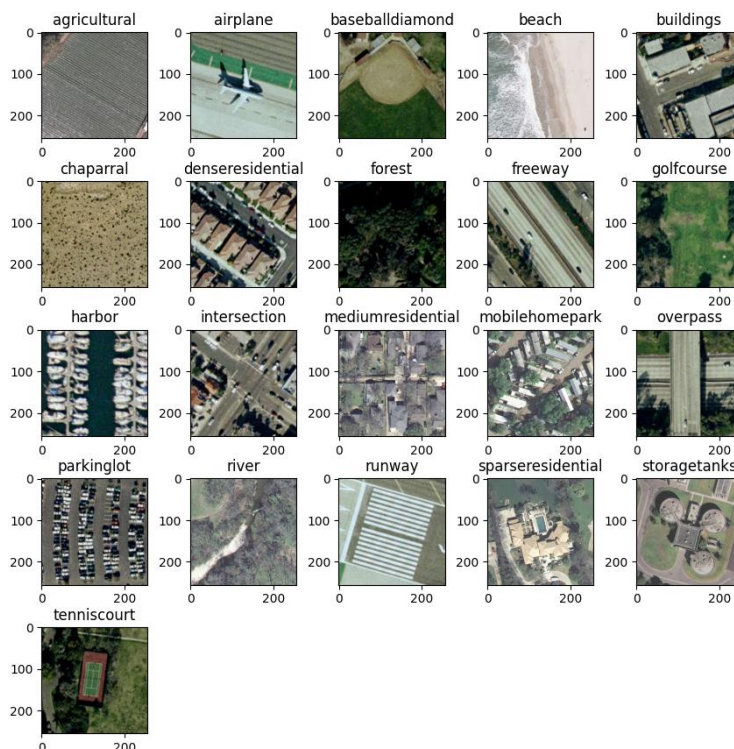 agricultural airplane baseballdiamond beach buildings
0 0 0 0 0
100 100 100 100 100
200 200 200 200 200
0 200 0 200 0 200 0 200 0 200
chaparral denseresidential forest freeway golfcourse
0 0 0 0 0
100 100 100 100 100
200 200 200 200 200
0 200 0 200 0 200 0 200 0 200
harbor intersection mediumresidential mobilehomepark overpass
0 0 0 0 0
100 100 100 100 100
200 200 200 200 200
0 200 0 200 0 200 0 200 0 200
parkinglot river runway sparseresidential storagetanks
0 0 0 0 0
100 100 100 100 100
200 200 200 200 200
0 200 0 200 0 200 0 200 0 200
tenniscourt
0
100
200
0 200